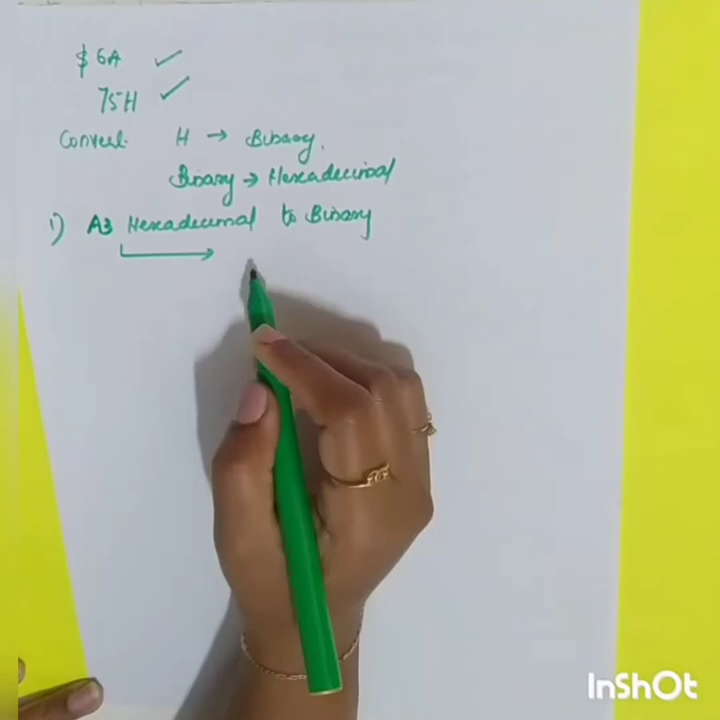 $ 6A ✓
75H ✓
Convert H → Binary.
Binary → Hexadecimal
1) A3 Hexadecimal to Binary
InShOt